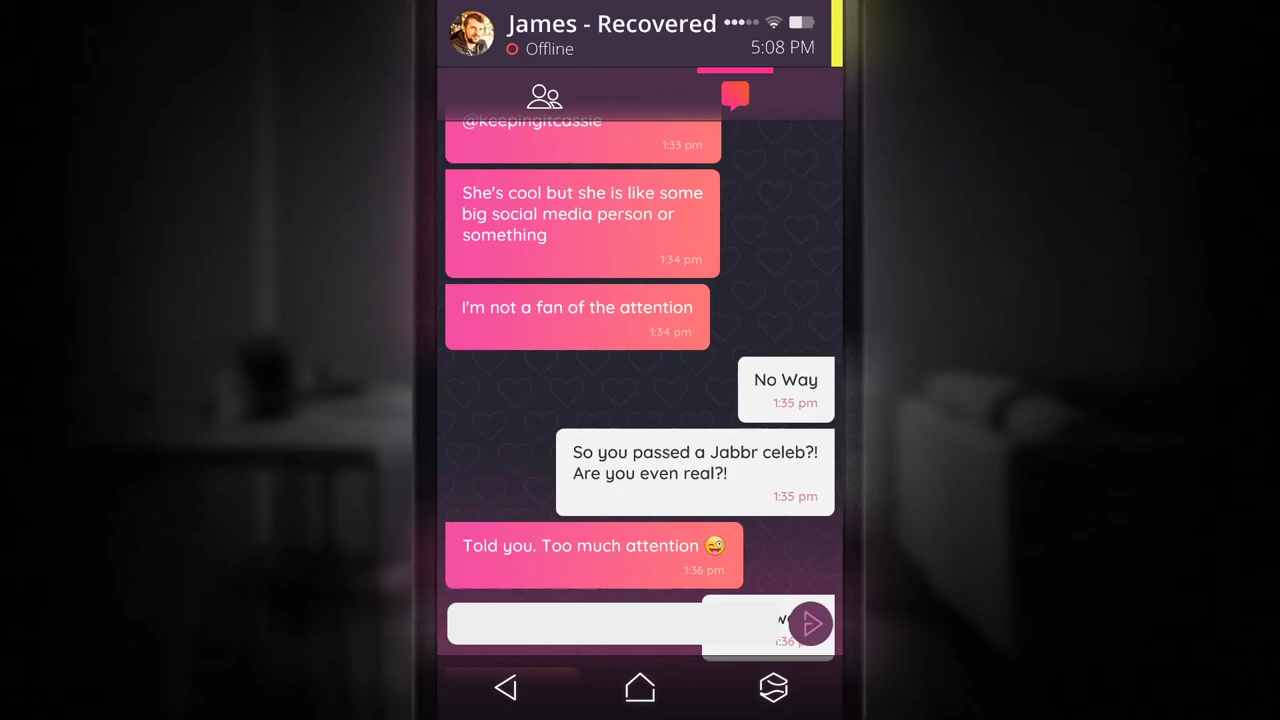 James - Recovered
Offline
5:08 PM
@keepingitcassie
1:33 pm
She's cool but she is like some
big social media person or
something
1:34 pm
I'm not a fan of the attention
1:34 pm
No Way
1:35 pm
So you passed a Jabbr celeb?!
Are you even real?!
1:35 pm
Told you. Too much attention 😜
1:36 pm